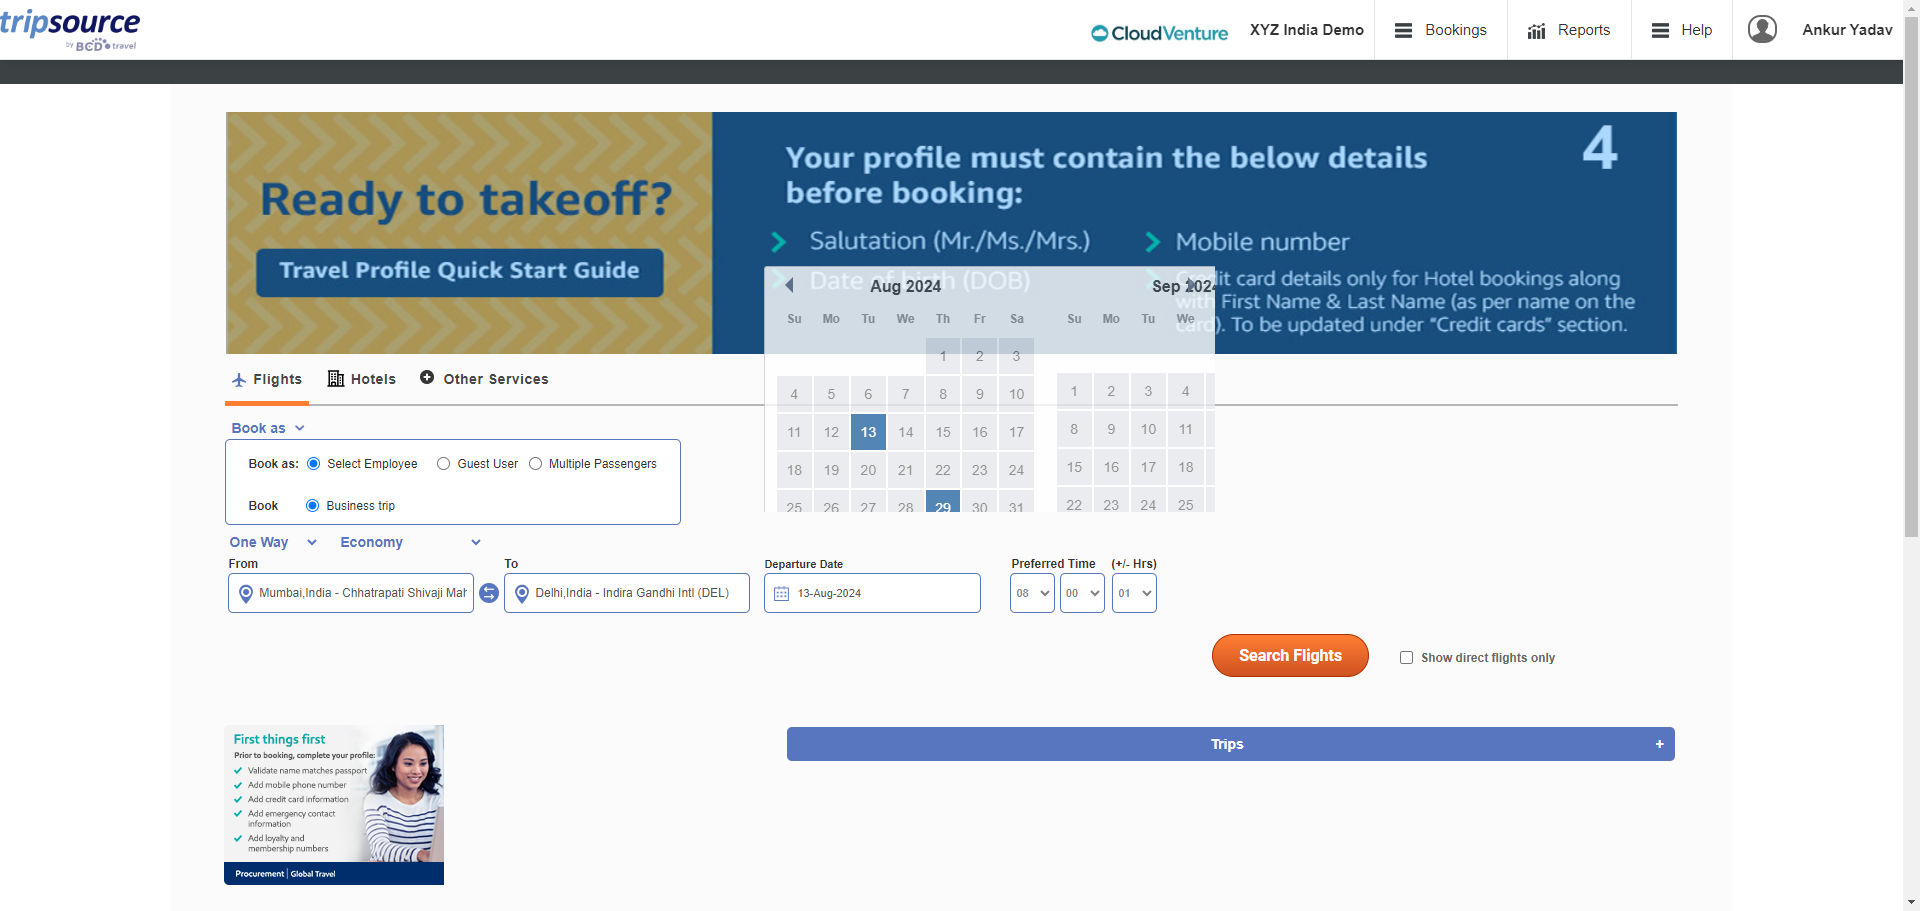 tripsource
by BCD travel
CloudVenture
XYZ India Demo
Bookings
Reports
Help
Ankur Yadav
Ready to takeoff?
Travel Profile Quick Start Guide
Your profile must contain the below details
before booking:
4
Salutation (Mr./Ms./Mrs.)
Date of birth (DOB)
Mobile number
Credit card details only for Hotel bookings along
with First Name & Last Name (as per name on the
card). To be updated under “Credit cards” section.
Aug 2024
Su Mo Tu We Th Fr Sa
1 2 3
4 5 6 7 8 9 10
11 12 13 14 15 16 17
18 19 20 21 22 23 24
25 26 27 28 29 30 31
Sep 2024
Su Mo Tu We
1 2 3 4
8 9 10 11
15 16 17 18
22 23 24 25
Flights
Hotels
Other Services
Book as
Book as: Select Employee Guest User Multiple Passengers
Book Business trip
One Way Economy
From
Mumbai,India - Chhatrapati Shivaji Mah
To
Delhi,India - Indira Gandhi Intl (DEL)
Departure Date
13-Aug-2024
Preferred Time (+/- Hrs)
08 00 01
Search Flights
Show direct flights only
First things first
Prior to booking, complete your profile:
Validate name matches passport
Add mobile phone number
Add credit card information
Add emergency contact
information
Add loyalty and
membership numbers
Procurement | Global Travel
Trips +